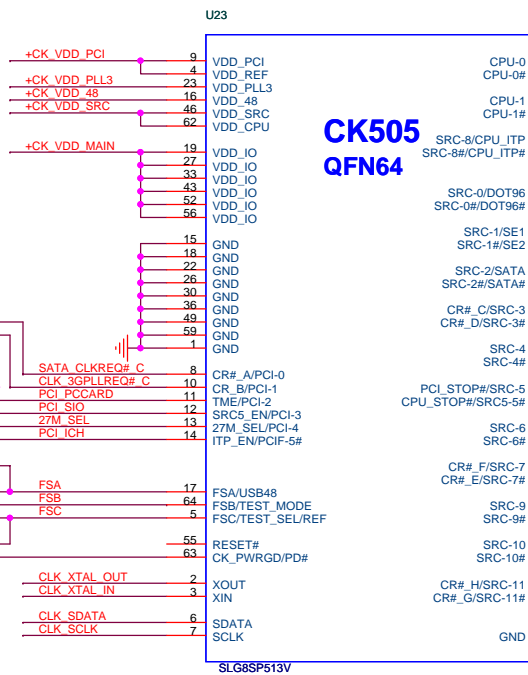 U23
+CK_VDD_PCI 9 VDD_PCI CPU-0
4 VDD_REF CPU-0#
+CK_VDD_PLL3 23 VDD_PLL3
+CK_VDD_48 16 VDD_48 CPU-1
+CK_VDD_SRC 46 VDD_SRC CPU-1#
62 VDD_CPU
CK505
SRC-8/CPU_ITP
+CK_VDD_MAIN 19 VDD_IO SRC-8#/CPU_ITP#
27 VDD_IO
QFN64
33 VDD_IO
43 VDD_IO SRC-0/DOT96
52 VDD_IO SRC-0#/DOT96#
56 VDD_IO
SRC-1/SE1
15 GND SRC-1#/SE2
18 GND
22 GND SRC-2/SATA
26 GND SRC-2#/SATA#
30 GND
36 GND CR#_C/SRC-3
49 GND CR#_D/SRC-3#
59 GND
1 GND SRC-4
SRC-4#
SATA_CLKREQ#_C 8 CR#_A/PCI-0
CLK_3GPLLREQ#_C 10 CR_B/PCI-1 PCI_STOP#/SRC-5
PCI_PCCARD 11 TME/PCI-2 CPU_STOP#/SRC5-5#
PCI_SIO 12 SRC5_EN/PCI-3
27M_SEL 13 27M_SEL/PCI-4 SRC-6
PCI_ICH 14 ITP_EN/PCIF-5# SRC-6#
CR#_F/SRC-7
CR#_E/SRC-7#
FSA 17 FSA/USB48
FSB 64 FSB/TEST_MODE SRC-9
FSC 5 FSC/TEST_SEL/REF SRC-9#
55 RESET# SRC-10
63 CK_PWRGD/PD# SRC-10#
CLK_XTAL_OUT 2 XOUT CR#_H/SRC-11
CLK_XTAL_IN 3 XIN CR#_G/SRC-11#
CLK_SDATA 6 SDATA
CLK_SCLK 7 SCLK GND
SLG8SP513V